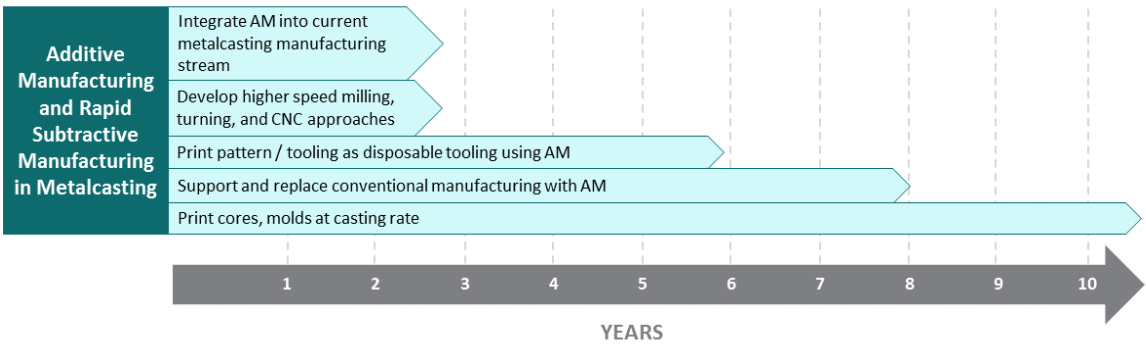 Additive
Manufacturing
and Rapid
Subtractive
Manufacturing
in Metalcasting
Integrate AM into current
metalcasting manufacturing
stream
Develop higher speed milling,
turning, and CNC approaches
Print pattern / tooling as disposable tooling using AM
Support and replace conventional manufacturing with AM
Print cores, molds at casting rate
1 2 3 4 5 6 7 8 9 10
YEARS